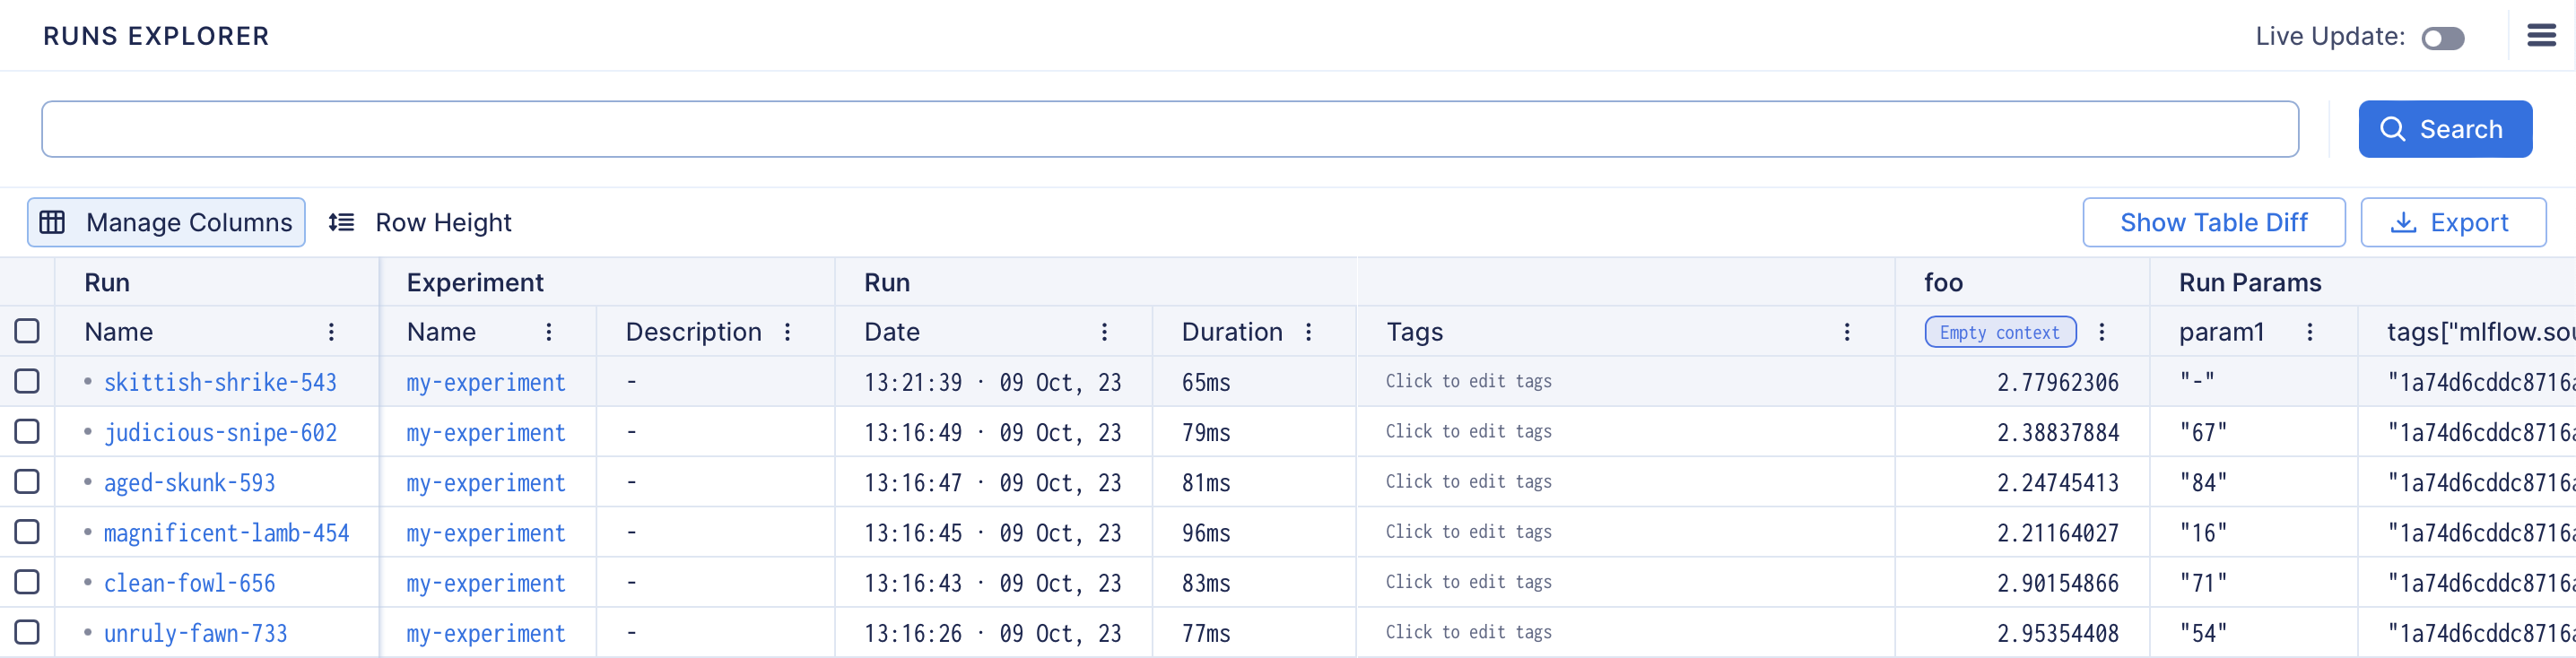 RUNS EXPLORER Live Update:
Search
Manage Columns Row Height Show Table Diff Export
Run Experiment Run foo Run Params
Name Name Description Date Duration Tags Empty context param1 tags["mlflow.sou
skittish-shrike-543 my-experiment - 13:21:39 · 09 Oct, 23 65ms Click to edit tags 2.77962306 "-" "1a74d6cddc8716a
judicious-snipe-602 my-experiment - 13:16:49 · 09 Oct, 23 79ms Click to edit tags 2.38837884 "67" "1a74d6cddc8716a
aged-skunk-593 my-experiment - 13:16:47 · 09 Oct, 23 81ms Click to edit tags 2.24745413 "84" "1a74d6cddc8716a
magnificent-lamb-454 my-experiment - 13:16:45 · 09 Oct, 23 96ms Click to edit tags 2.21164027 "16" "1a74d6cddc8716a
clean-fowl-656 my-experiment - 13:16:43 · 09 Oct, 23 83ms Click to edit tags 2.90154866 "71" "1a74d6cddc8716a
unruly-fawn-733 my-experiment - 13:16:26 · 09 Oct, 23 77ms Click to edit tags 2.95354408 "54" "1a74d6cddc8716a